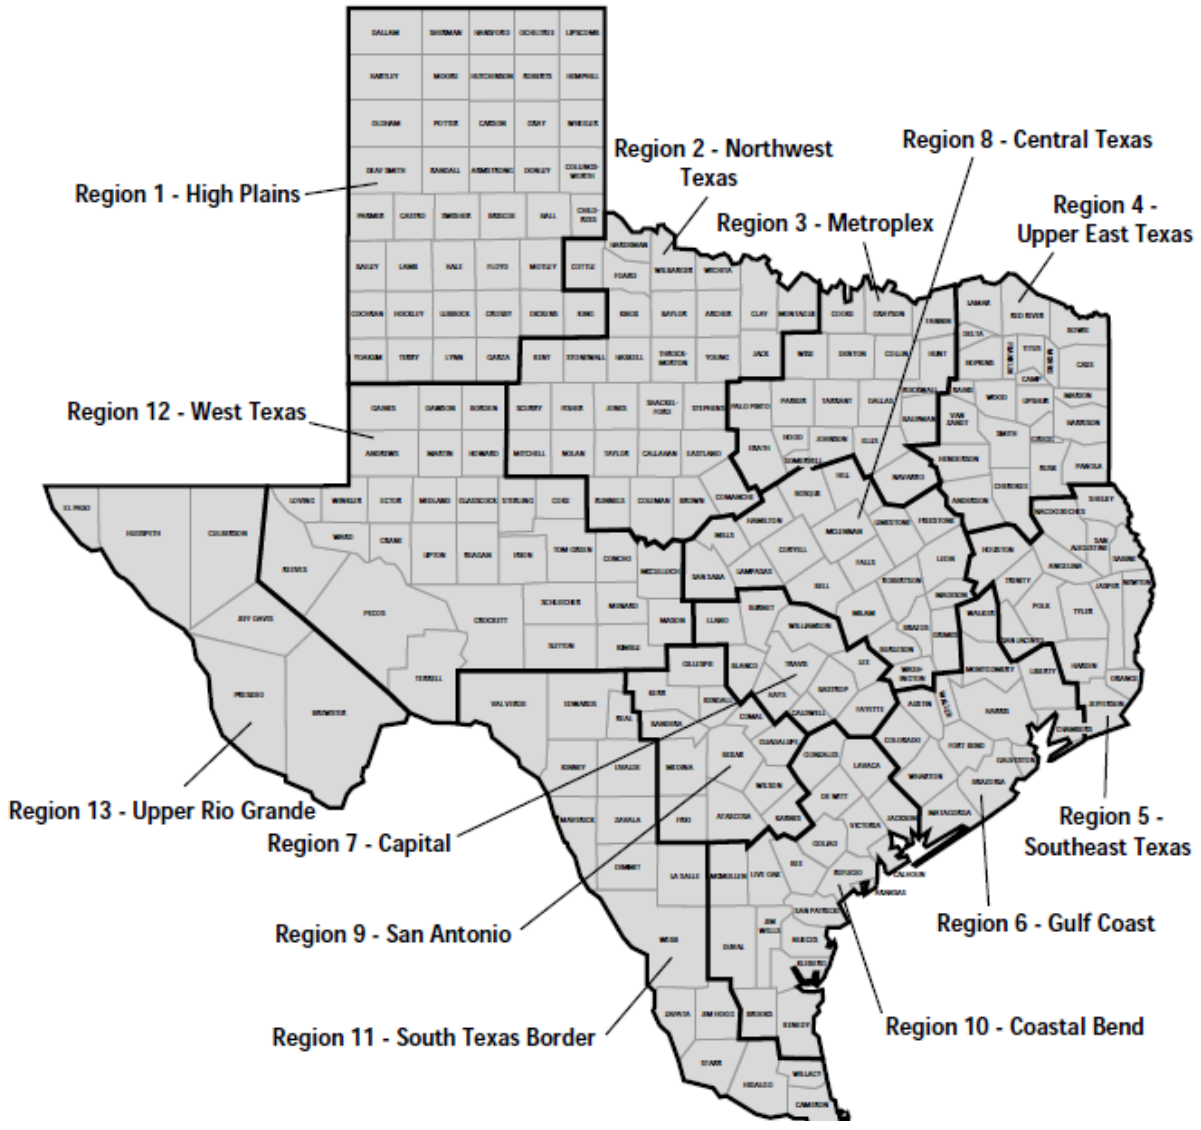 Region 8 - Central Texas
Region 2 - Northwest
Texas
Region 1 - High Plains
Region 3 - Metroplex
Region 4 -
Upper East Texas
Region 12 - West Texas
Region 13 - Upper Rio Grande
Region 7 - Capital
Region 5 -
Southeast Texas
Region 9 - San Antonio
Region 6 - Gulf Coast
Region 11 - South Texas Border
Region 10 - Coastal Bend
DALLAM SHERMAN HANSFORD OCHILTREE LIPSCOMB
HARTLEY MOORE HUTCHINSON ROBERTS HEMPHILL
OLDHAM POTTER CARSON GRAY WHEELER
DEAF SMITH RANDALL ARMSTRONG DONLEY COLLINGS-
WORTH
PARMER CASTRO SWISHER BRISCOE HALL CHILD-
RESS
BAILEY LAMB HALE FLOYD MOTLEY COTTLE
HARDEMAN
FOARD WILBARGER WICHITA
COCHRAN HOCKLEY LUBBOCK CROSBY DICKENS KING KNOX BAYLOR ARCHER CLAY MONTAGUE COOKE GRAYSON FANNIN
LAMAR RED RIVER BOWIE
YOAKUM TERRY LYNN GARZA KENT STONEWALL HASKELL THROCK-
MORTON YOUNG JACK WISE DENTON COLLIN HUNT
DELTA HOPKINS FRANKLIN TITUS MORRIS CASS
GAINES DAWSON BORDEN SCURRY FISHER JONES SHACKEL-
FORD STEPHENS PALO PINTO PARKER TARRANT DALLAS ROCKWALL KAUFMAN
RAINS WOOD CAMP UPSHUR MARION HARRISON
VAN
ZANDT SMITH GREGG
ANDREWS MARTIN HOWARD MITCHELL NOLAN TAYLOR CALLAHAN EASTLAND ERATH HOOD SOMERVELL JOHNSON ELLIS
HENDERSON RUSK PANOLA
EL PASO HUDSPETH CULBERSON
LOVING WINKLER ECTOR MIDLAND GLASSCOCK STERLING COKE RUNNELS COLEMAN BROWN COMANCHE
BOSQUE HILL NAVARRO ANDERSON CHEROKEE NACOGDOCHES SHELBY
REEVES WARD CRANE UPTON REAGAN IRION TOM GREEN CONCHO MCCULLOCH
SAN SABA MILLS HAMILTON LAMPASAS CORYELL MCLENNAN LIMESTONE FREESTONE
FALLS BELL ROBERTSON LEON MADISON MILAM BRAZOS GRIMES BURLESON WASH-
INGTON
HOUSTON TRINITY ANGELINA SAN
AUGUSTINE SABINE NEWTON JASPER TYLER POLK SAN JACINTO HARDIN ORANGE JEFFERSON
JEFF DAVIS PECOS PRESIDIO BREWSTER TERRELL CROCKETT SCHLEICHER MENARD MASON SUTTON KIMBLE
LLANO BURNET WILLIAMSON BLANCO TRAVIS HAYS BASTROP LEE CALDWELL FAYETTE
WALKER MONTGOMERY LIBERTY AUSTIN WALLER HARRIS CHAMBERS COLORADO FORT BEND GALVESTON WHARTON BRAZORIA MATAGORDA
VAL VERDE EDWARDS REAL KINNEY UVALDE MAVERICK ZAVALA DIMMIT LA SALLE WEBB ZAPATA JIM HOGG STARR HIDALGO WILLACY CAMERON
GILLESPIE KERR KENDALL BANDERA COMAL GUADALUPE MEDINA BEXAR WILSON FRIO ATASCOSA KARNES
GONZALES LAVACA DE WITT VICTORIA JACKSON GOLIAD CALHOUN BEE REFUGIO ARANSAS
MCMULLEN LIVE OAK SAN PATRICIO DUVAL JIM
WELLS NUECES KLEBERG BROOKS KENEDY